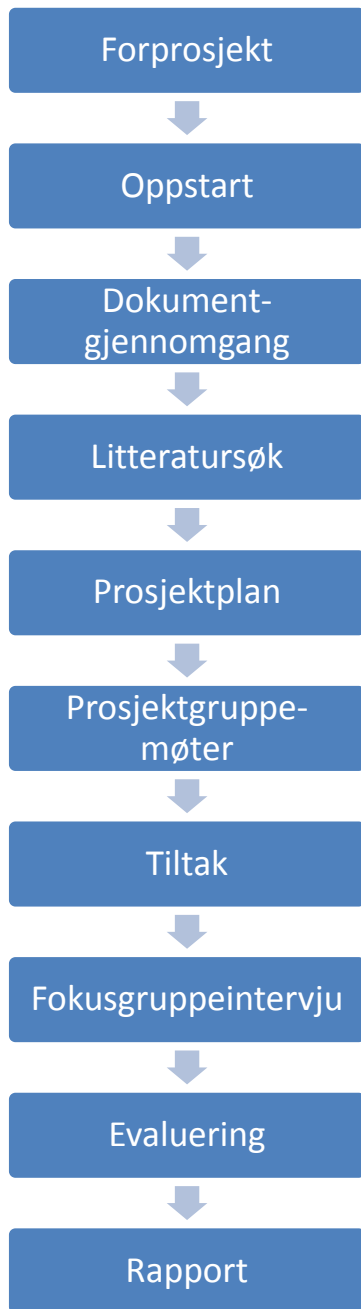 Forprosjekt
Oppstart
Dokument-
gjennomgang
Litteratursøk
Prosjektplan
Prosjektgruppe-
møter
Tiltak
Fokusgruppeintervju
Evaluering
Rapport